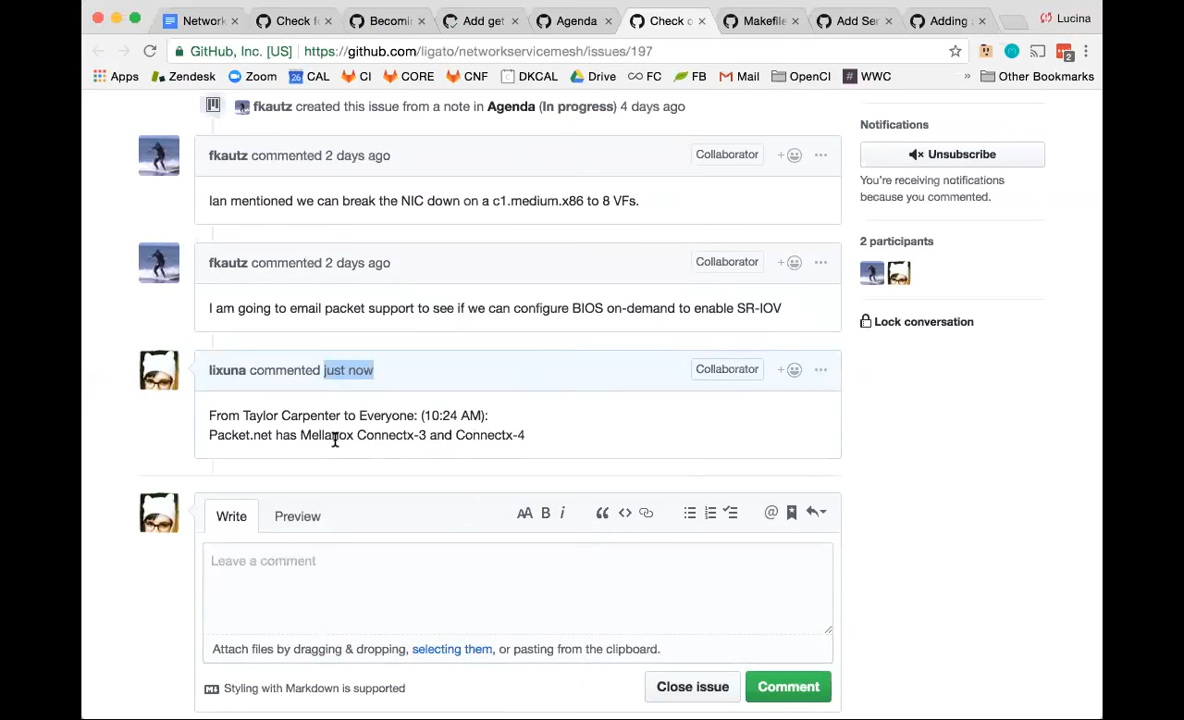 Network
Check f
Becomi
Add get
Agenda
Check o
Makefile
Add Ser
Adding
Lucina
GitHub, Inc. [US]
https://github.com/ligato/networkservicemesh/issues/197
2
Apps
Zendesk
Zoom
26 CAL
CI
CORE
CNF
DKCAL
Drive
FC
FB
Mail
OpenCI
# WWC
»
Other Bookmarks
fkautz created this issue from a note in Agenda (In progress) 4 days ago
fkautz commented 2 days ago
Collaborator
Ian mentioned we can break the NIC down on a c1.medium.x86 to 8 VFs.
fkautz commented 2 days ago
Collaborator
I am going to email packet support to see if we can configure BIOS on-demand to enable SR-IOV
lixuna commented just now
Collaborator
From Taylor Carpenter to Everyone: (10:24 AM):
Packet.net has Mellanox Connectx-3 and Connectx-4
Write
Preview
AA B i
Leave a comment
Attach files by dragging & dropping, selecting them, or pasting from the clipboard.
Styling with Markdown is supported
Close issue
Comment
Notifications
Unsubscribe
You're receiving notifications
because you commented.
2 participants
Lock conversation